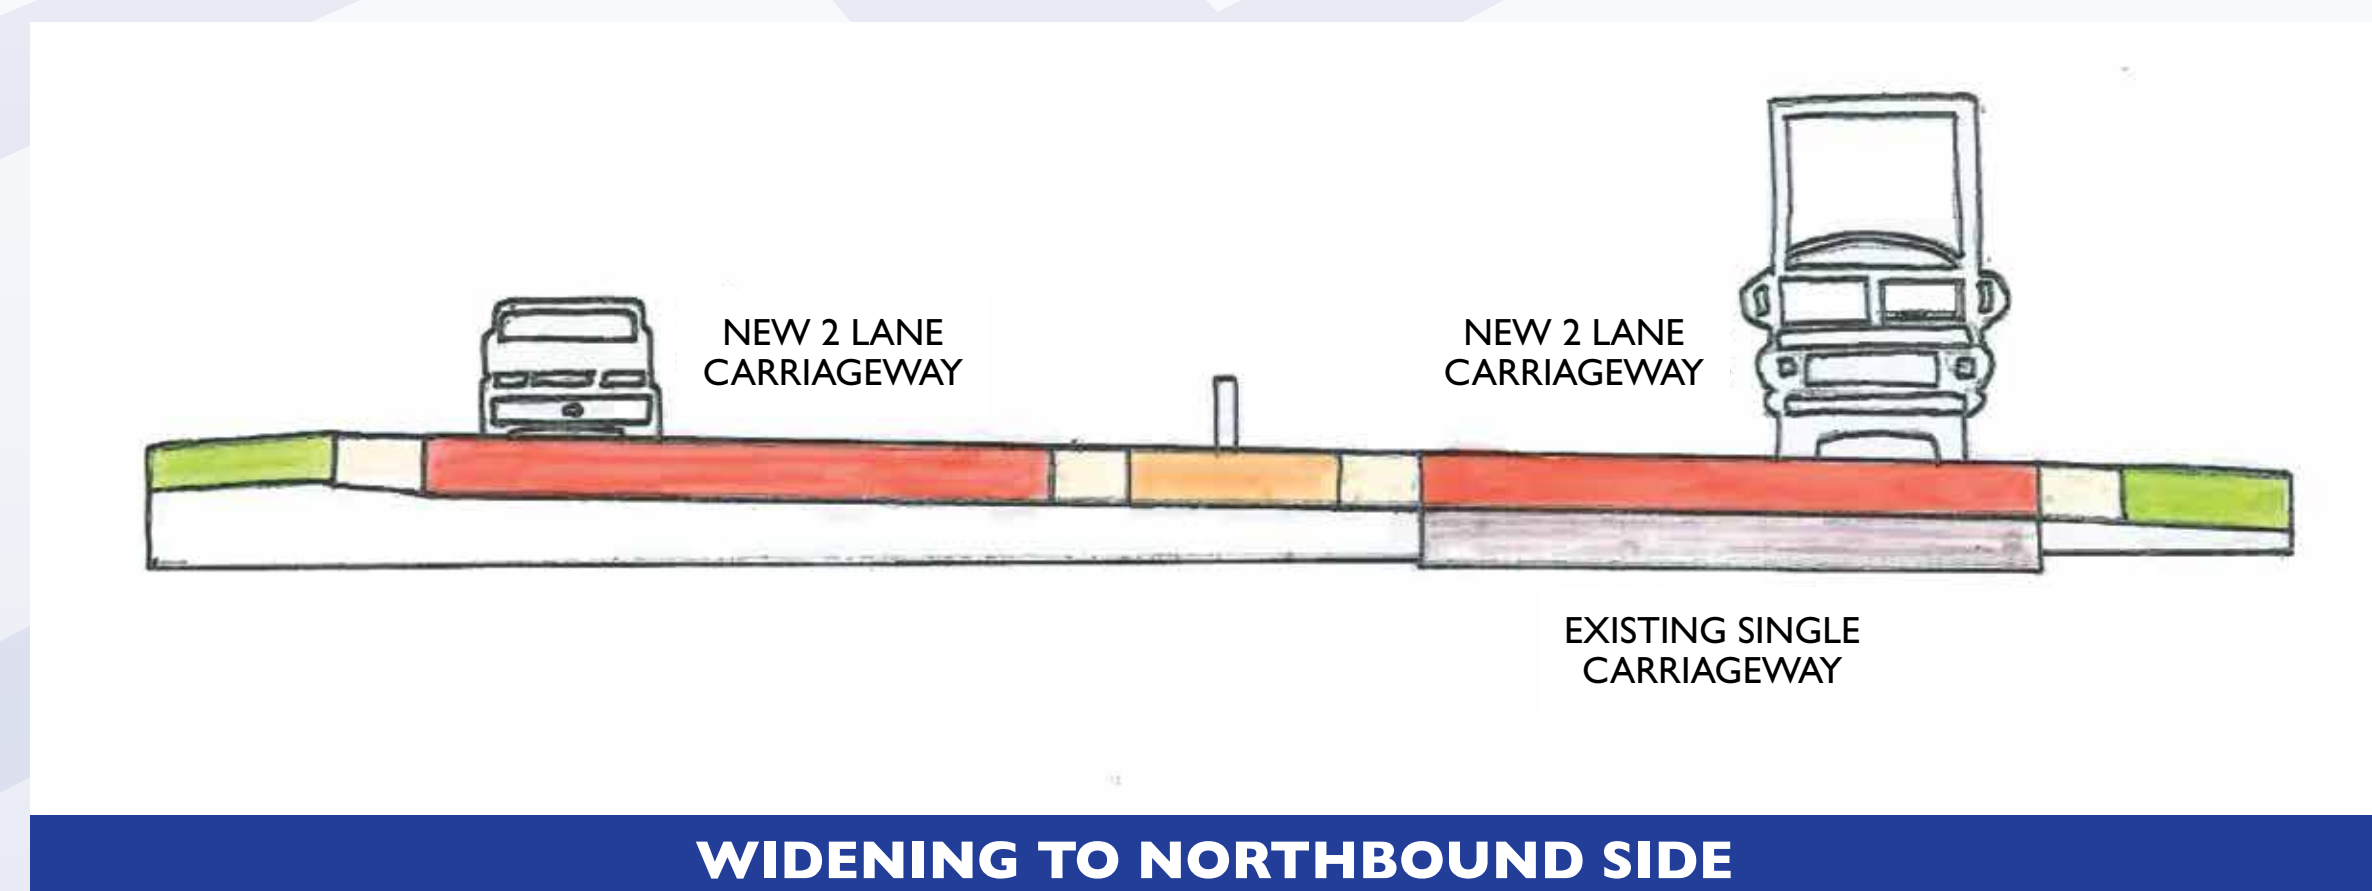 NEW 2 LANE
CARRIAGEWAY
NEW 2 LANE
CARRIAGEWAY
EXISTING SINGLE
CARRIAGEWAY
WIDENING TO NORTHBOUND SIDE